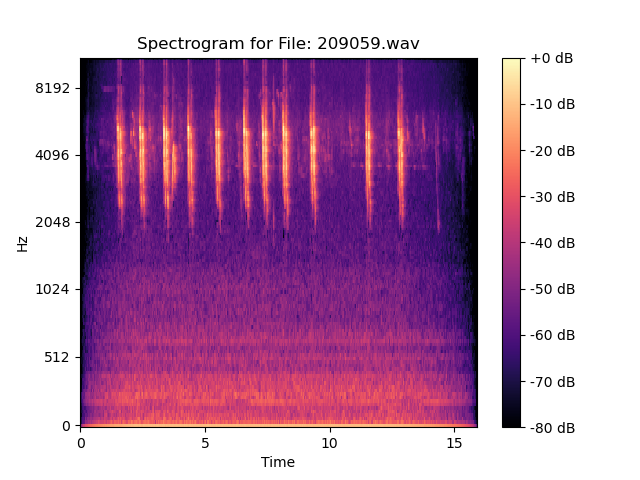 Spectrogram for File: 209059.wav
8192
4096
2048
1024
512
0
Hz
0
5
10
15
Time
+0 dB
-10 dB
-20 dB
-30 dB
-40 dB
-50 dB
-60 dB
-70 dB
-80 dB